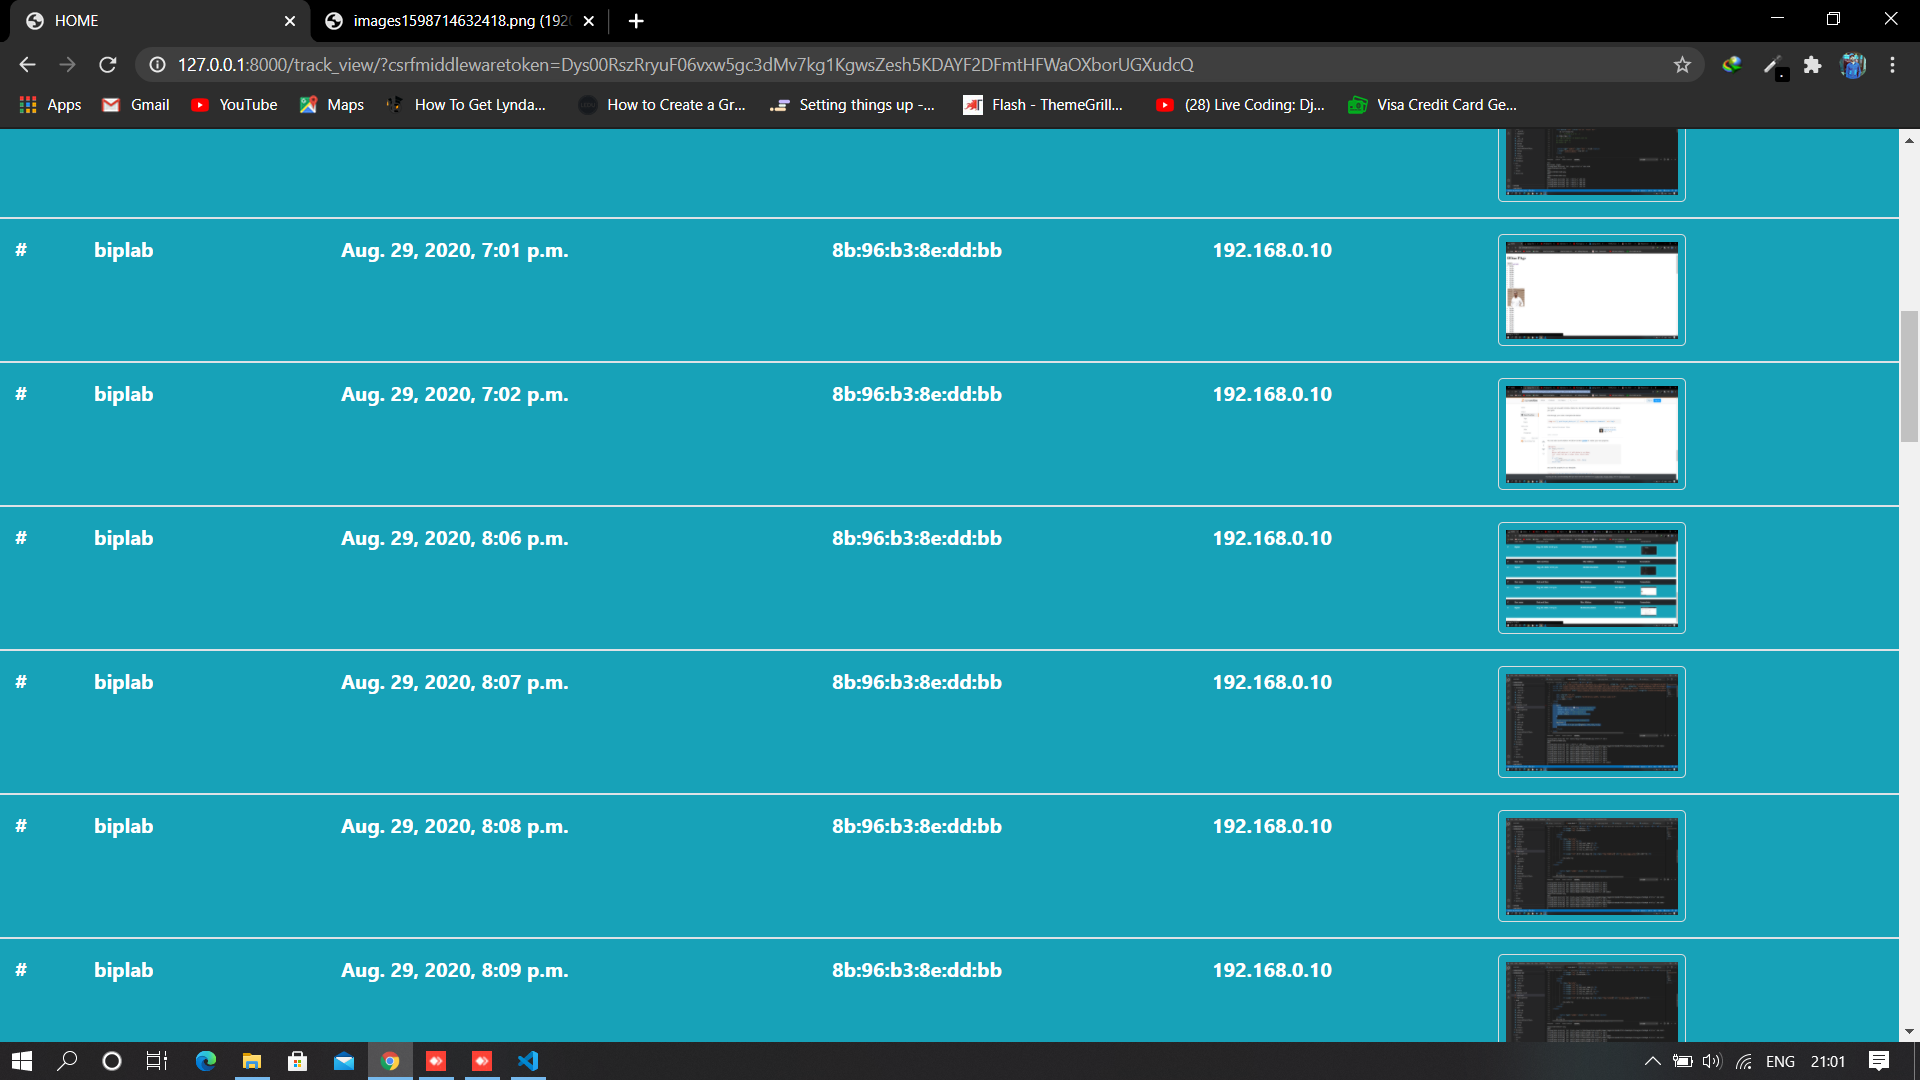 HOME
images1598714632418.png (192
127.0.0.1:8000/track_view/?csrfmiddlewaretoken=Dys00RszRryuF06vxw5gc3dMv7kg1KgwsZesh5KDAYF2DFmtHFWaOXborUGXudcQ
Apps Gmail YouTube Maps How To Get Lynda... How to Create a Gr... Setting things up -... Flash - ThemeGrill... (28) Live Coding: Dj... Visa Credit Card Ge...
# biplab Aug. 29, 2020, 7:01 p.m. 8b:96:b3:8e:dd:bb 192.168.0.10
# biplab Aug. 29, 2020, 7:02 p.m. 8b:96:b3:8e:dd:bb 192.168.0.10
# biplab Aug. 29, 2020, 8:06 p.m. 8b:96:b3:8e:dd:bb 192.168.0.10
# biplab Aug. 29, 2020, 8:07 p.m. 8b:96:b3:8e:dd:bb 192.168.0.10
# biplab Aug. 29, 2020, 8:08 p.m. 8b:96:b3:8e:dd:bb 192.168.0.10
# biplab Aug. 29, 2020, 8:09 p.m. 8b:96:b3:8e:dd:bb 192.168.0.10
ENG 21:01